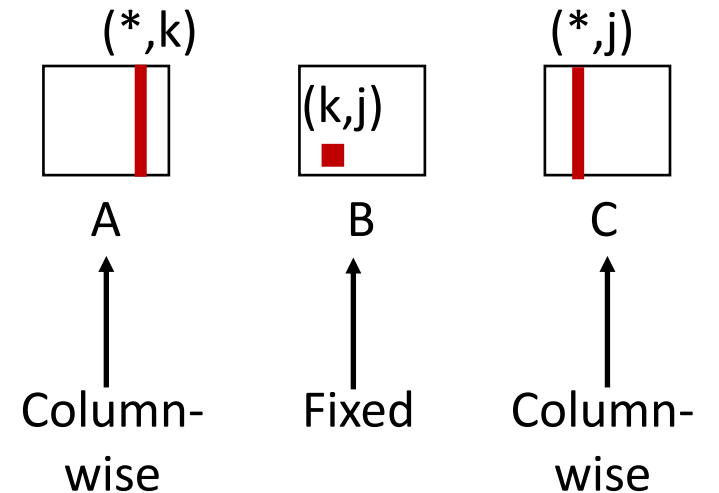 (*,k)
(*,j)
(k,j)
A
B
C
Column-
wise
Fixed
Column-
wise